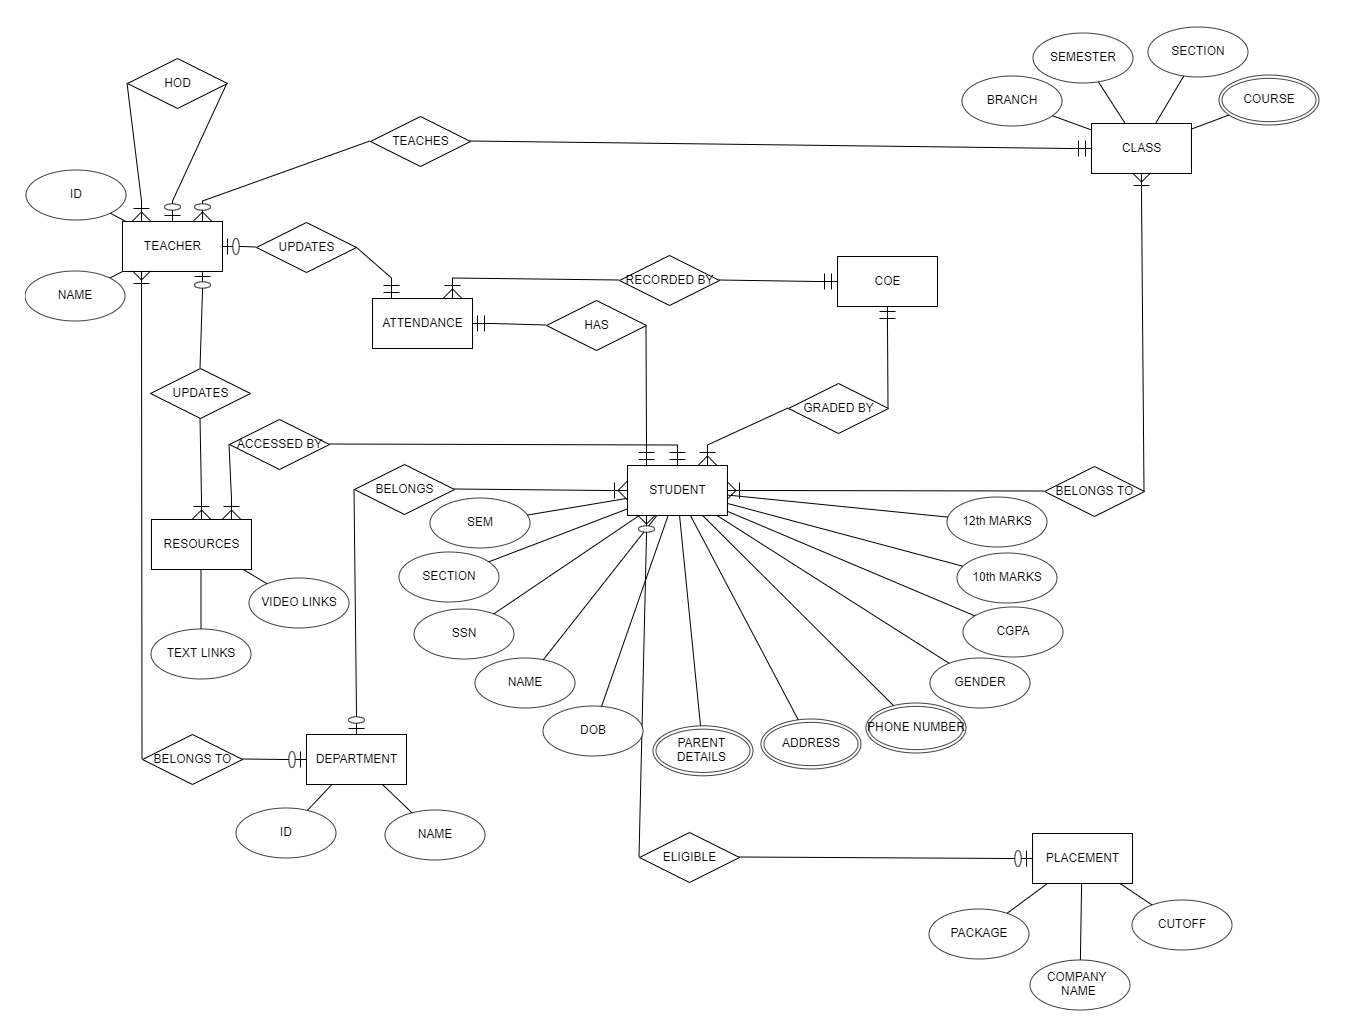 SECTION
SEMESTER
HOD
BRANCH
COURSE
TEACHES
CLASS
ID
TEACHER
UPDATES
RECORDED BY
COE
NAME
ATTENDANCE
HAS
UPDATES
GRADED BY
ACCESSED BY
BELONGS
STUDENT
BELONGS TO
SEM
12th MARKS
RESOURCES
SECTION
10th MARKS
VIDEO LINKS
SSN
CGPA
TEXT LINKS
NAME
GENDER
DOB
PHONE NUMBER
PARENT
DETAILS
ADDRESS
BELONGS TO
DEPARTMENT
ID
NAME
ELIGIBLE
PLACEMENT
PACKAGE
CUTOFF
COMPANY
NAME